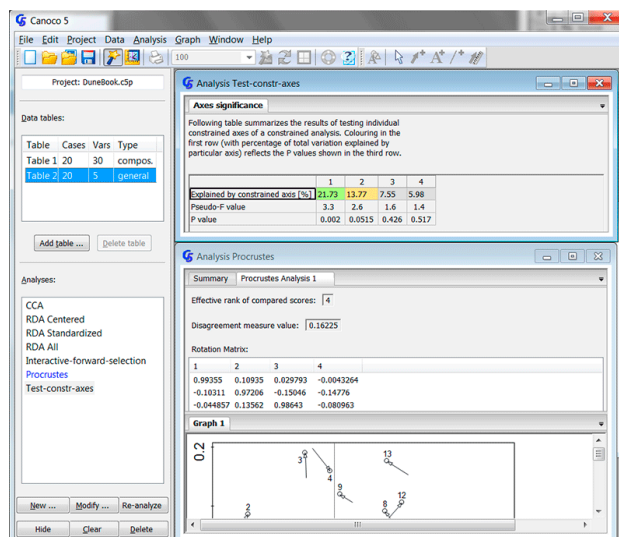 Canoco 5
File Edit Project Data Analysis Graph Window Help
100
Project: DuneBook.c5p
Data tables:
Table Cases Vars Type
Table 1 20 30 compos.
Table 2 20 5 general
Add table ... Delete table
Analyses:
CCA
RDA Centered
RDA Standardized
RDA All
Interactive-forward-selection
Procrustes
Test-constr-axes
New ... Modify ... Re-analyze
Hide Clear Delete
Analysis Test-constr-axes
Axes significance
Following table summarizes the results of testing individual
constrained axes of a constrained analysis. Colouring in the
first row (with percentage of total variation explained by
particular axis) reflects the P values shown in the third row.
1 2 3 4
Explained by constrained axis [%] 21.73 13.77 7.55 5.98
Pseudo-F value 3.3 2.6 1.6 1.4
P value 0.002 0.0515 0.426 0.517
Analysis Procrustes
Summary Procrustes Analysis 1
Effective rank of compared scores: 4
Disagreement measure value: 0.16225
Rotation Matrix:
1 2 3 4
0.99355 0.10935 0.029793 -0.0043264
-0.10311 0.97206 -0.15046 -0.14776
-0.044857 0.13562 0.98643 -0.080963
Graph 1
0.2
3
4
13
9
12
8
2